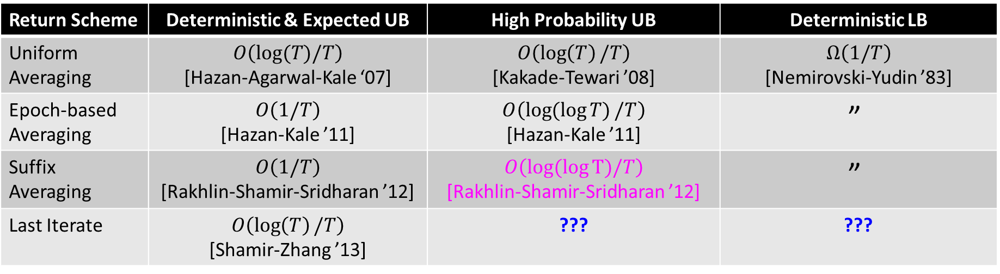 Return Scheme
Deterministic & Expected UB
High Probability UB
Deterministic LB
Uniform
Averaging
O(log(T)/T)
[Hazan-Agarwal-Kale ‘07]
O(log(T) /T)
[Kakade-Tewari ’08]
Ω(1/T)
[Nemirovski-Yudin ’83]
Epoch-based
Averaging
O(1/T)
[Hazan-Kale ’11]
O(log(log T) /T)
[Hazan-Kale ’11]
”
Suffix
Averaging
O(1/T)
[Rakhlin-Shamir-Sridharan ’12]
O(log(log T)/T)
[Rakhlin-Shamir-Sridharan ’12]
”
Last Iterate
O(log(T) /T)
[Shamir-Zhang ’13]
???
???